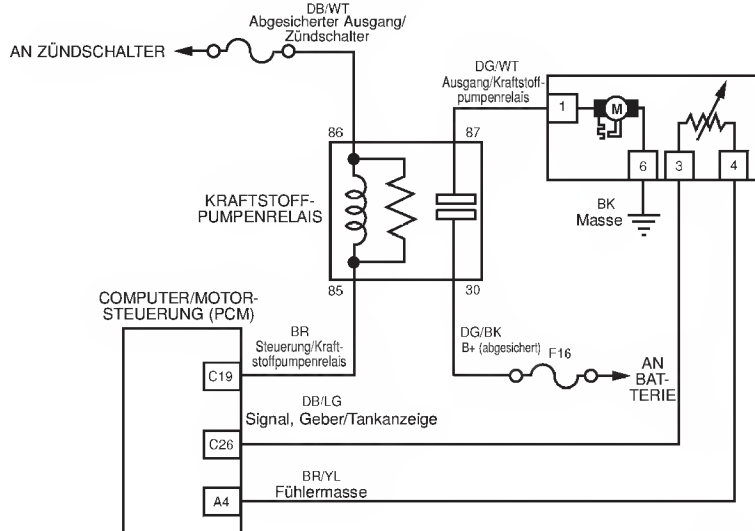 DB/WT
Abgesicherter Ausgang/
Zündschalter
AN ZÜNDSCHALTER
DG/WT
Ausgang/Kraftstoff-
pumpenrelais
1
M
86
87
6
3
4
KRAFTSTOFF-
PUMPENRELAIS
BK
Masse
85
30
COMPUTER/MOTOR-
STEUERUNG (PCM)
BR
Steuerung/Kraft-
stoffpumpenrelais
DG/BK
B+ (abgesichert)
F16
AN
BAT-
TERIE
C19
DB/LG
Signal, Geber/Tankanzeige
C26
BR/YL
Fühlermasse
A4